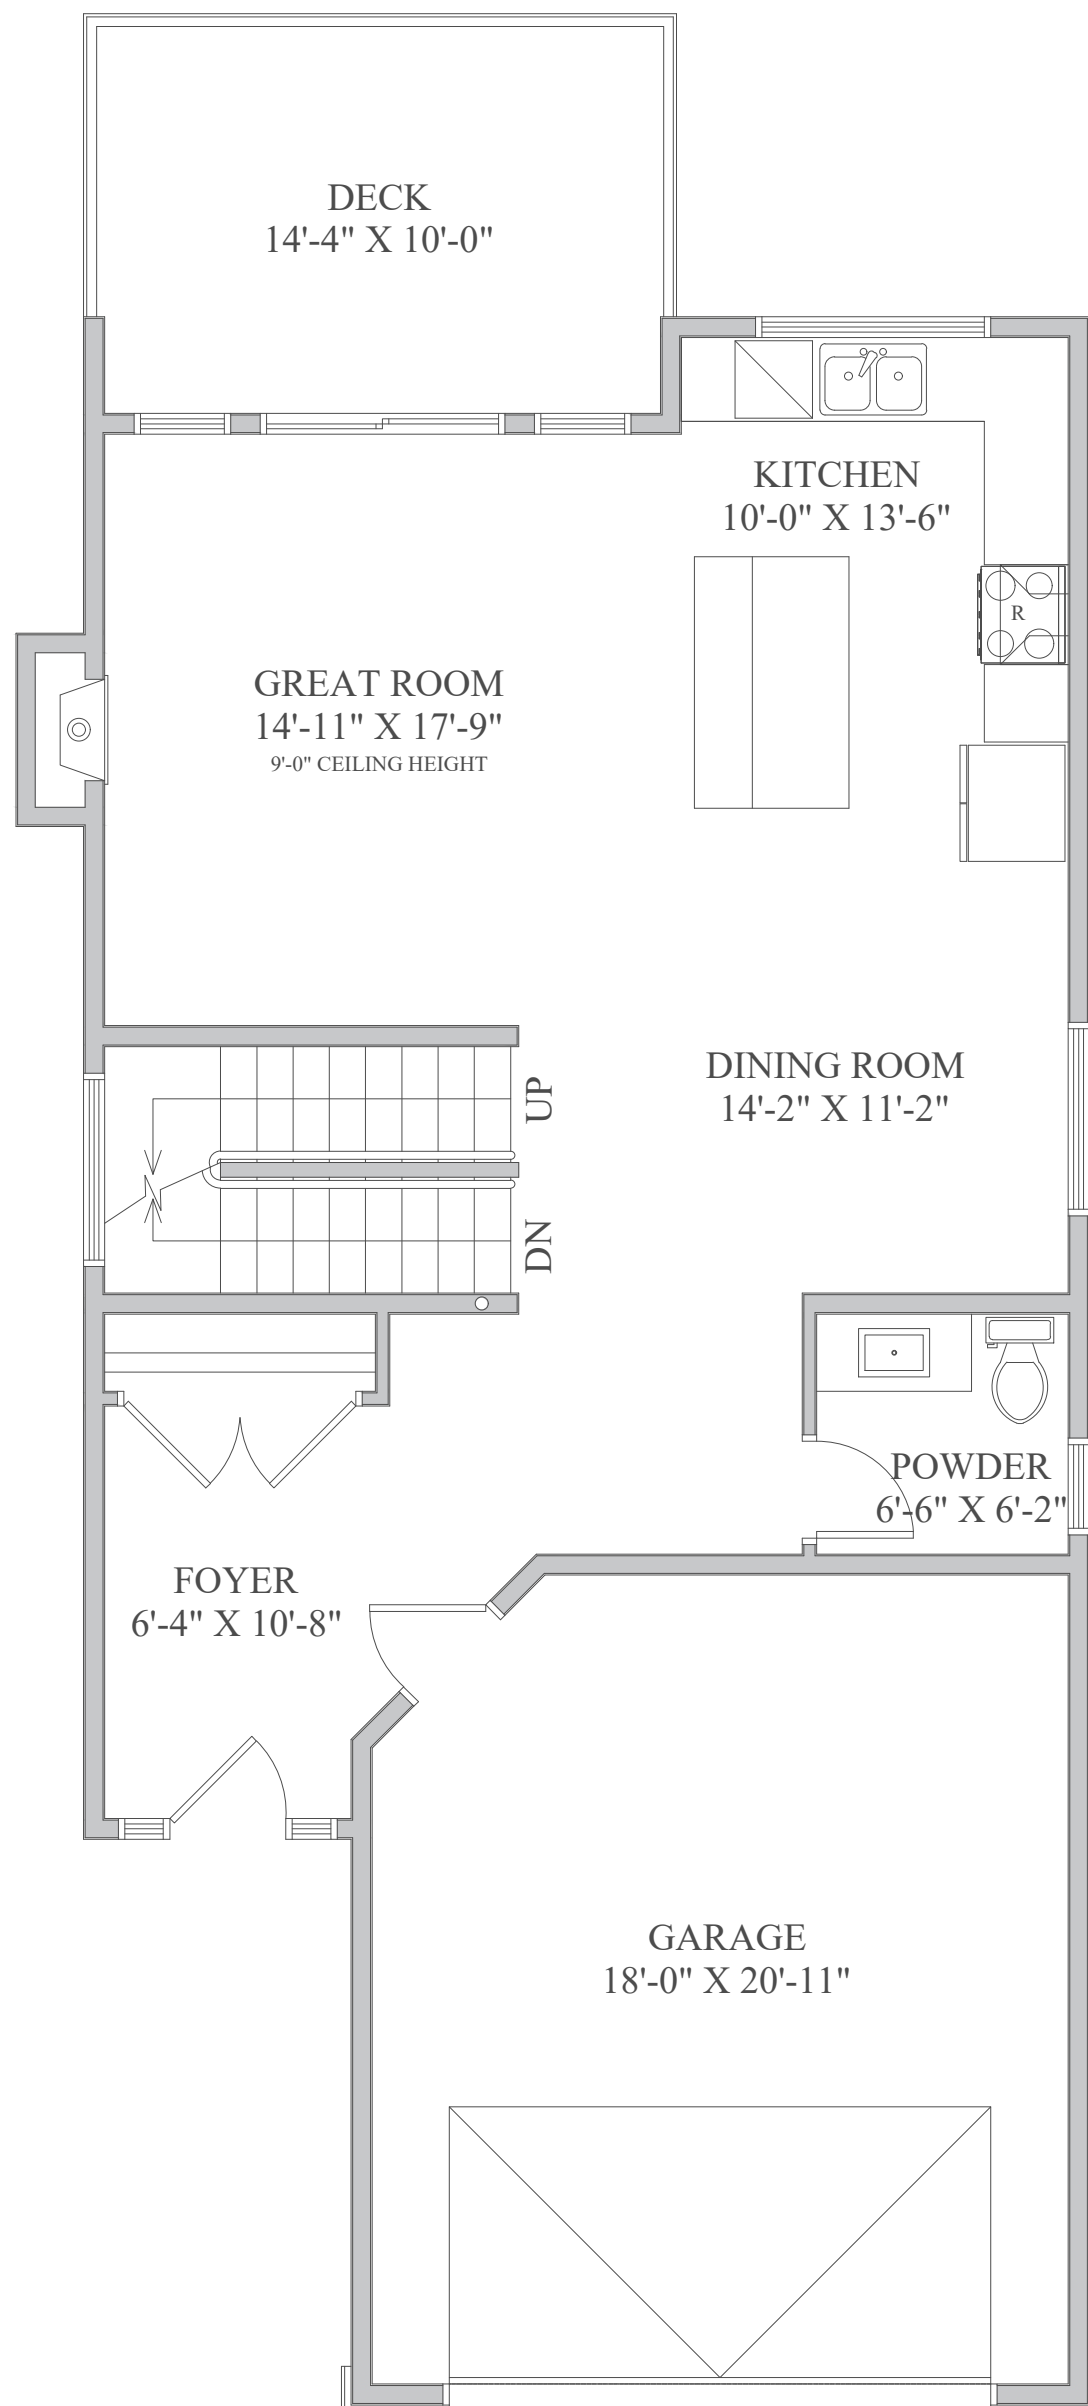 DECK
14'-4" X 10'-0"
KITCHEN
10'-0" X 13'-6"
R
GREAT ROOM
14'-11" X 17'-9"
9'-0" CEILING HEIGHT
DINING ROOM
14'-2" X 11'-2"
UP
DN
POWDER
6'-6" X 6'-2"
FOYER
6'-4" X 10'-8"
GARAGE
18'-0" X 20'-11"